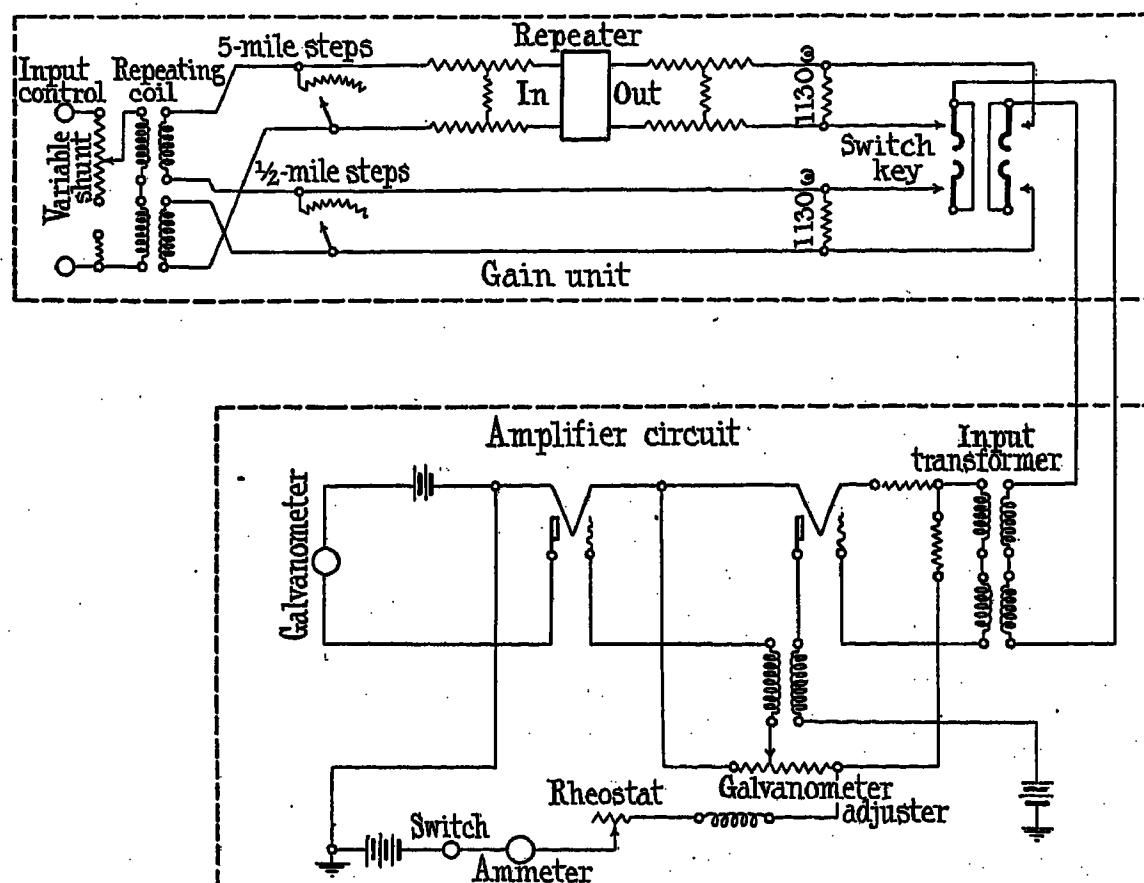 Input
control
Repeating
coil
5-mile steps
Repeater
In
Out
1130 ω
Variable
shunt
½-mile steps
1130 ω
Switch
key
Gain unit
Amplifier circuit
Input
transformer
Galvanometer
Rheostat
Galvanometer
adjuster
Switch
Ammeter